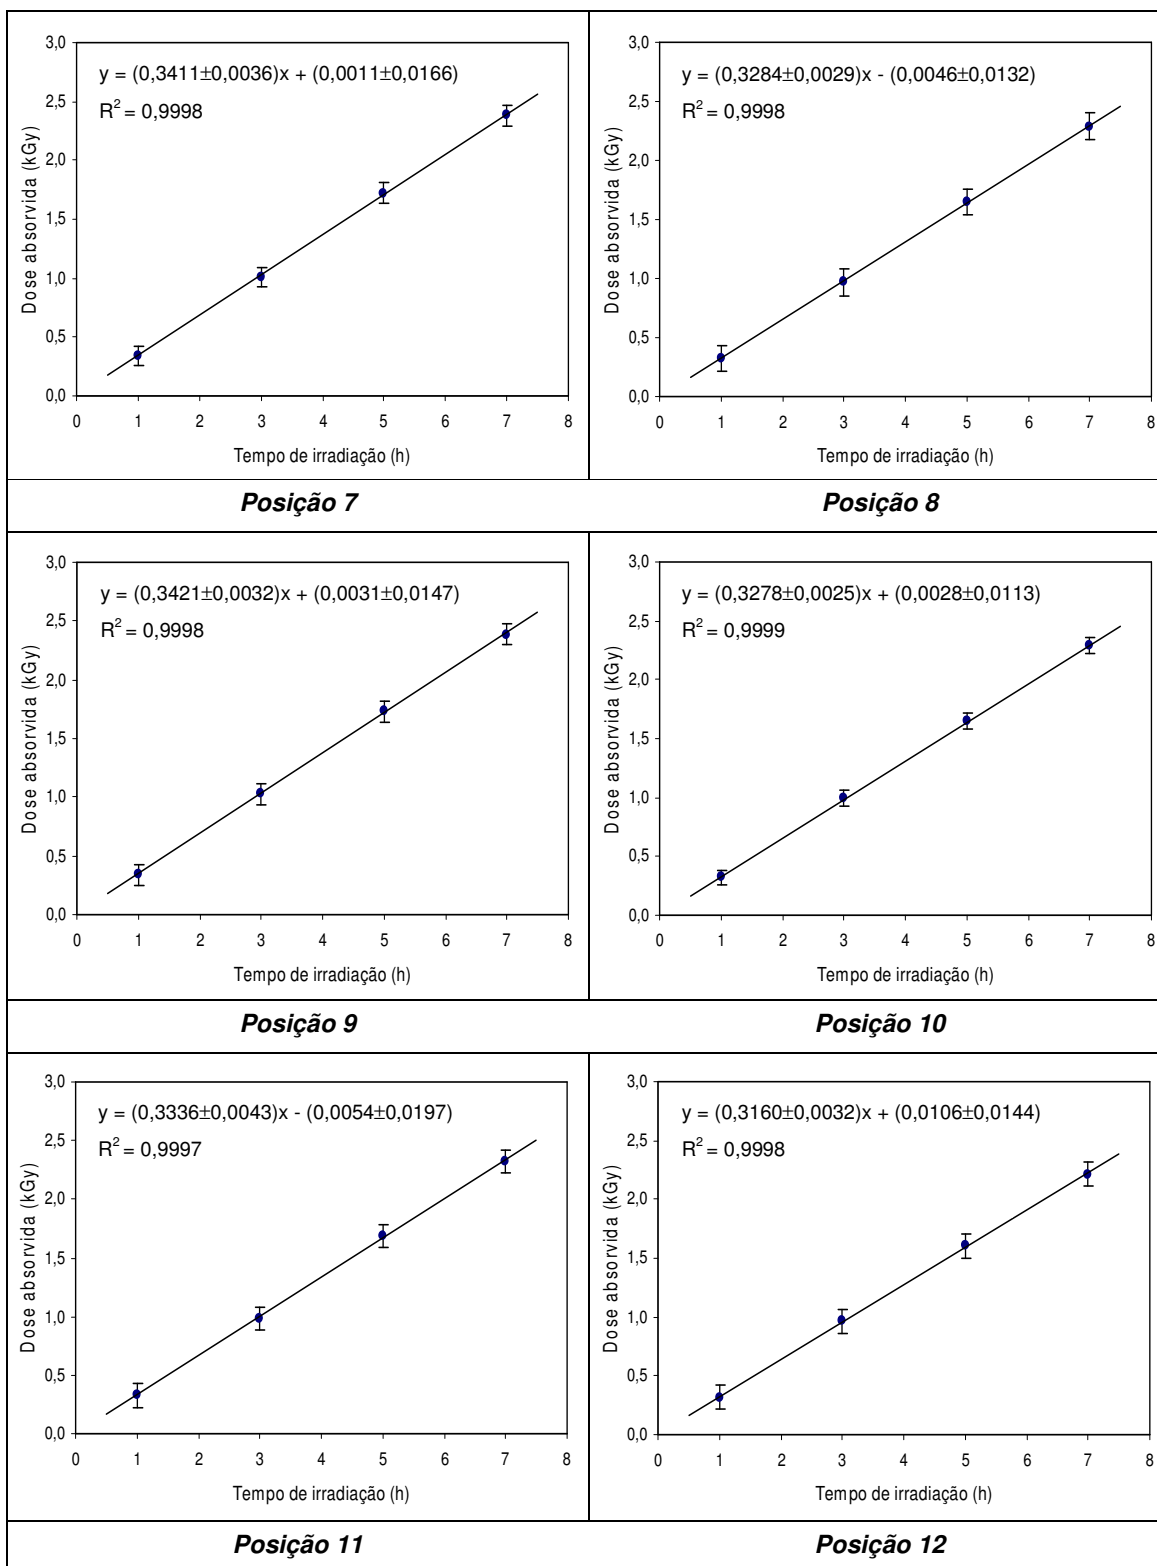 3,0
y = (0,3411±0,0036)x + (0,0011±0,0166)
2,5
R² = 0,9998
2,0
1,5
1,0
0,5
0,0
Dose absorvida (kGy)
0 1 2 3 4 5 6 7 8
Tempo de irradiação (h)
Posição 7
3,0
y = (0,3284±0,0029)x - (0,0046±0,0132)
2,5
R² = 0,9998
2,0
1,5
1,0
0,5
0,0
Dose absorvida (kGy)
0 1 2 3 4 5 6 7 8
Tempo de irradiação (h)
Posição 8
3,0
y = (0,3421±0,0032)x + (0,0031±0,0147)
2,5
R² = 0,9998
2,0
1,5
1,0
0,5
0,0
Dose absorvida (kGy)
0 1 2 3 4 5 6 7 8
Tempo de irradiação (h)
Posição 9
3,0
y = (0,3278±0,0025)x + (0,0028±0,0113)
2,5
R² = 0,9999
2,0
1,5
1,0
0,5
0,0
Dose absorvida (kGy)
0 1 2 3 4 5 6 7 8
Tempo de irradiação (h)
Posição 10
3,0
y = (0,3336±0,0043)x - (0,0054±0,0197)
2,5
R² = 0,9997
2,0
1,5
1,0
0,5
0,0
Dose absorvida (kGy)
0 1 2 3 4 5 6 7 8
Tempo de irradiação (h)
Posição 11
3,0
y = (0,3160±0,0032)x + (0,0106±0,0144)
2,5
R² = 0,9998
2,0
1,5
1,0
0,5
0,0
Dose absorvida (kGy)
0 1 2 3 4 5 6 7 8
Tempo de irradiação (h)
Posição 12